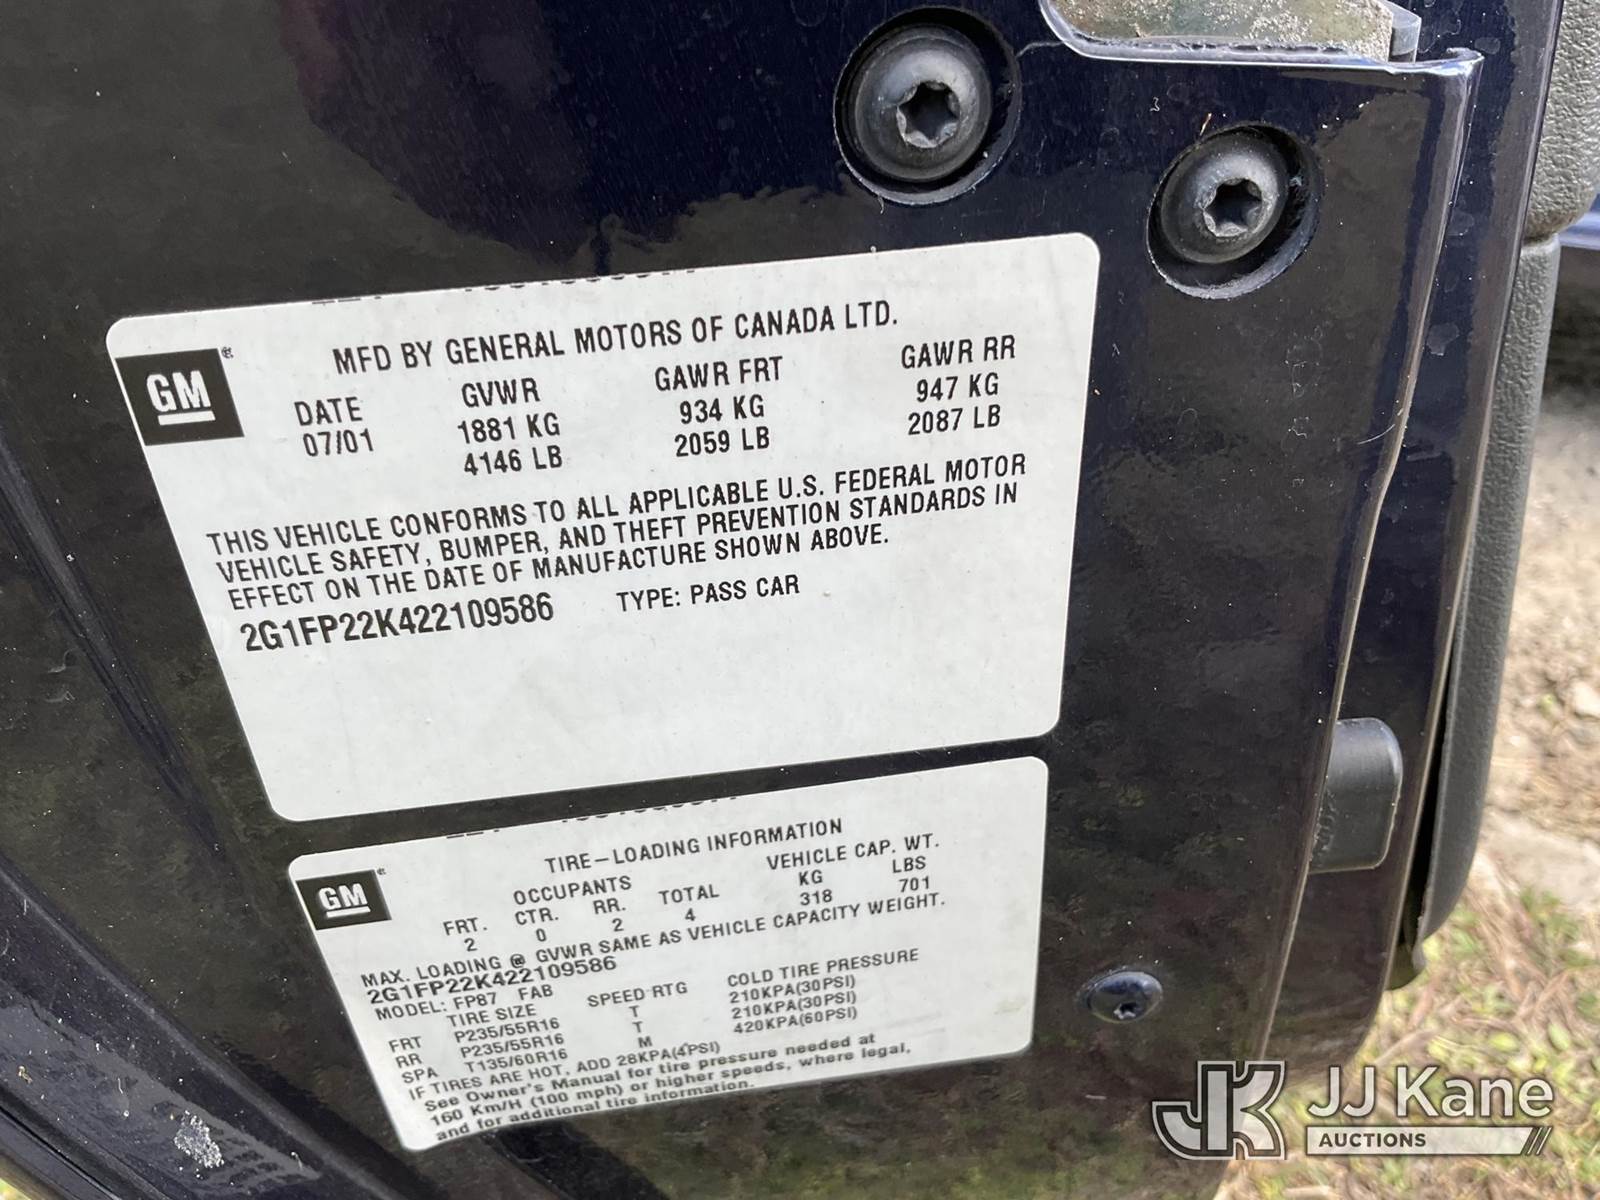 GM
MFD BY GENERAL MOTORS OF CANADA LTD.
DATE GVWR GAWR FRT GAWR RR
07/01 1881 KG 934 KG 947 KG
4146 LB 2059 LB 2087 LB
THIS VEHICLE CONFORMS TO ALL APPLICABLE U.S. FEDERAL MOTOR
VEHICLE SAFETY, BUMPER, AND THEFT PREVENTION STANDARDS IN
EFFECT ON THE DATE OF MANUFACTURE SHOWN ABOVE.
2G1FP22K422109586 TYPE: PASS CAR
GM
TIRE-LOADING INFORMATION
OCCUPANTS VEHICLE CAP. WT.
FRT. CTR. RR. TOTAL KG LBS
2 0 2 4 318 701
MAX. LOADING @ GVWR SAME AS VEHICLE CAPACITY WEIGHT.
2G1FP22K422109586
MODEL: FP87 FAB
TIRE SIZE SPEED RTG COLD TIRE PRESSURE
FRT P235/55R16 T 210KPA(30PSI)
RR P235/55R16 T 210KPA(30PSI)
SPA T135/60R16 M 420KPA(60PSI)
IF TIRES ARE HOT, ADD 28KPA(4PSI)
See Owner's Manual for tire pressure needed at
160 Km/H (100 mph) or higher speeds, where legal,
and for additional tire information.
JK JJ Kane
AUCTIONS